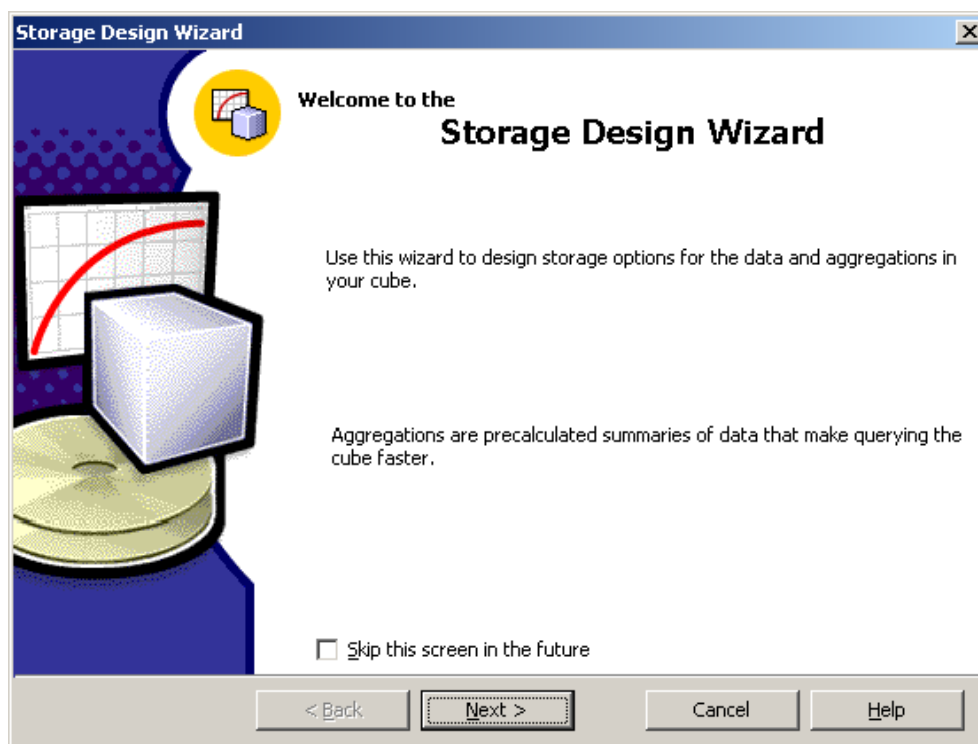 Storage Design Wizard
Welcome to the
Storage Design Wizard
Use this wizard to design storage options for the data and aggregations in
your cube.
Aggregations are precalculated summaries of data that make querying the
cube faster.
Skip this screen in the future
< Back
Next >
Cancel
Help